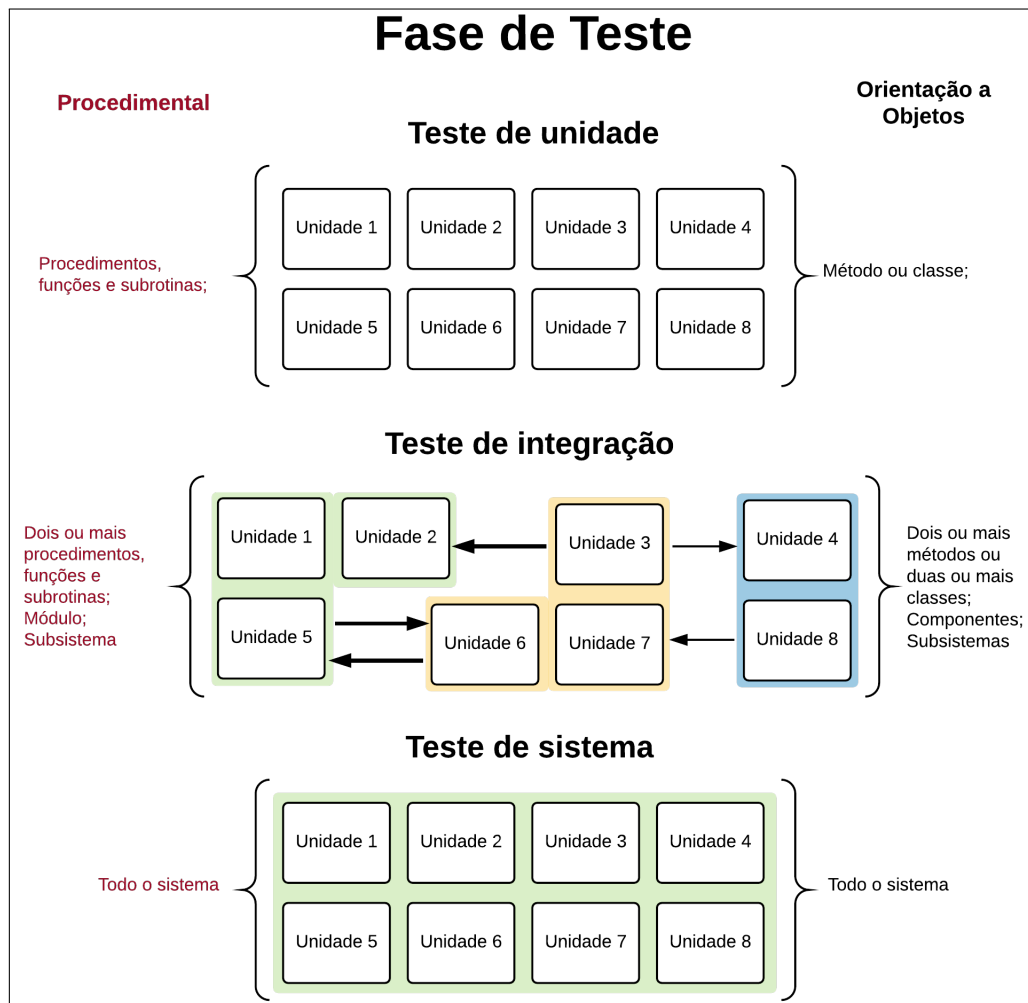 Fase de Teste
Procedimental
Orientação a
Objetos
Teste de unidade
Procedimentos,
funções e subrotinas;
Unidade 1
Unidade 2
Unidade 3
Unidade 4
Unidade 5
Unidade 6
Unidade 7
Unidade 8
Método ou classe;
Teste de integração
Dois ou mais
procedimentos,
funções e
subrotinas;
Módulo;
Subsistema
Unidade 1
Unidade 2
Unidade 3
Unidade 4
Unidade 5
Unidade 6
Unidade 7
Unidade 8
Dois ou mais
métodos ou
duas ou mais
classes;
Componentes;
Subsistemas
Teste de sistema
Todo o sistema
Unidade 1
Unidade 2
Unidade 3
Unidade 4
Unidade 5
Unidade 6
Unidade 7
Unidade 8
Todo o sistema